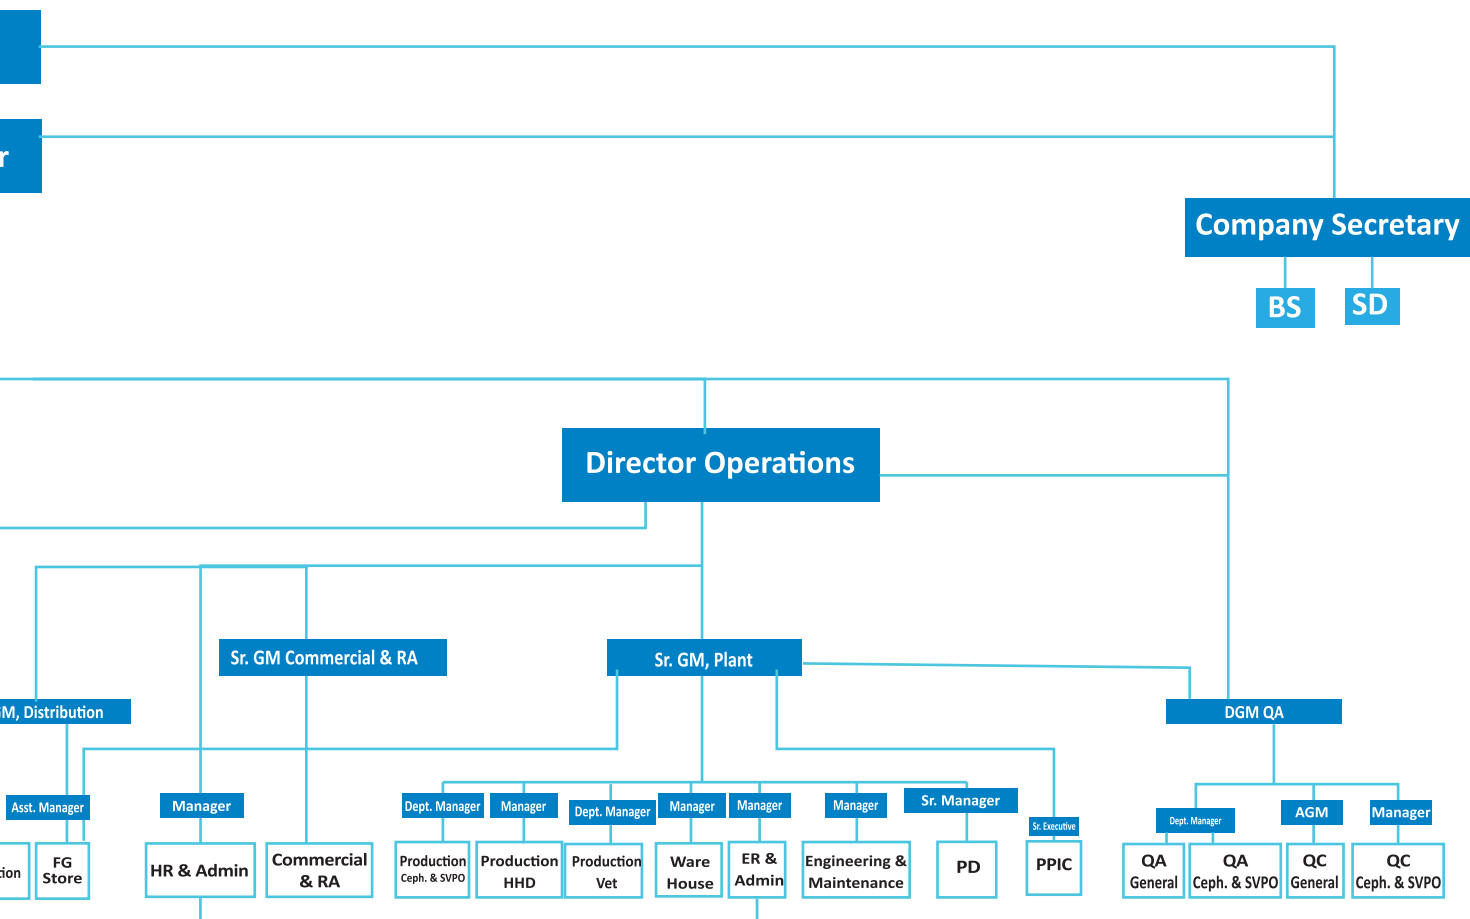 r
Company Secretary
BS
SD
Director Operations
Sr. GM Commercial & RA
Sr. GM, Plant
GM, Distribution
DGM QA
Asst. Manager
Manager
Dept. Manager
Manager
Dept. Manager
Manager
Manager
Manager
Sr. Manager
Sr. Executive
Dept. Manager
AGM
Manager
tion
FG
Store
HR & Admin
Commercial
& RA
Production
Ceph. & SVPO
Production
HHD
Production
Vet
Ware
House
ER &
Admin
Engineering &
Maintenance
PD
PPIC
QA
General
QA
Ceph. & SVPO
QC
General
QC
Ceph. & SVPO